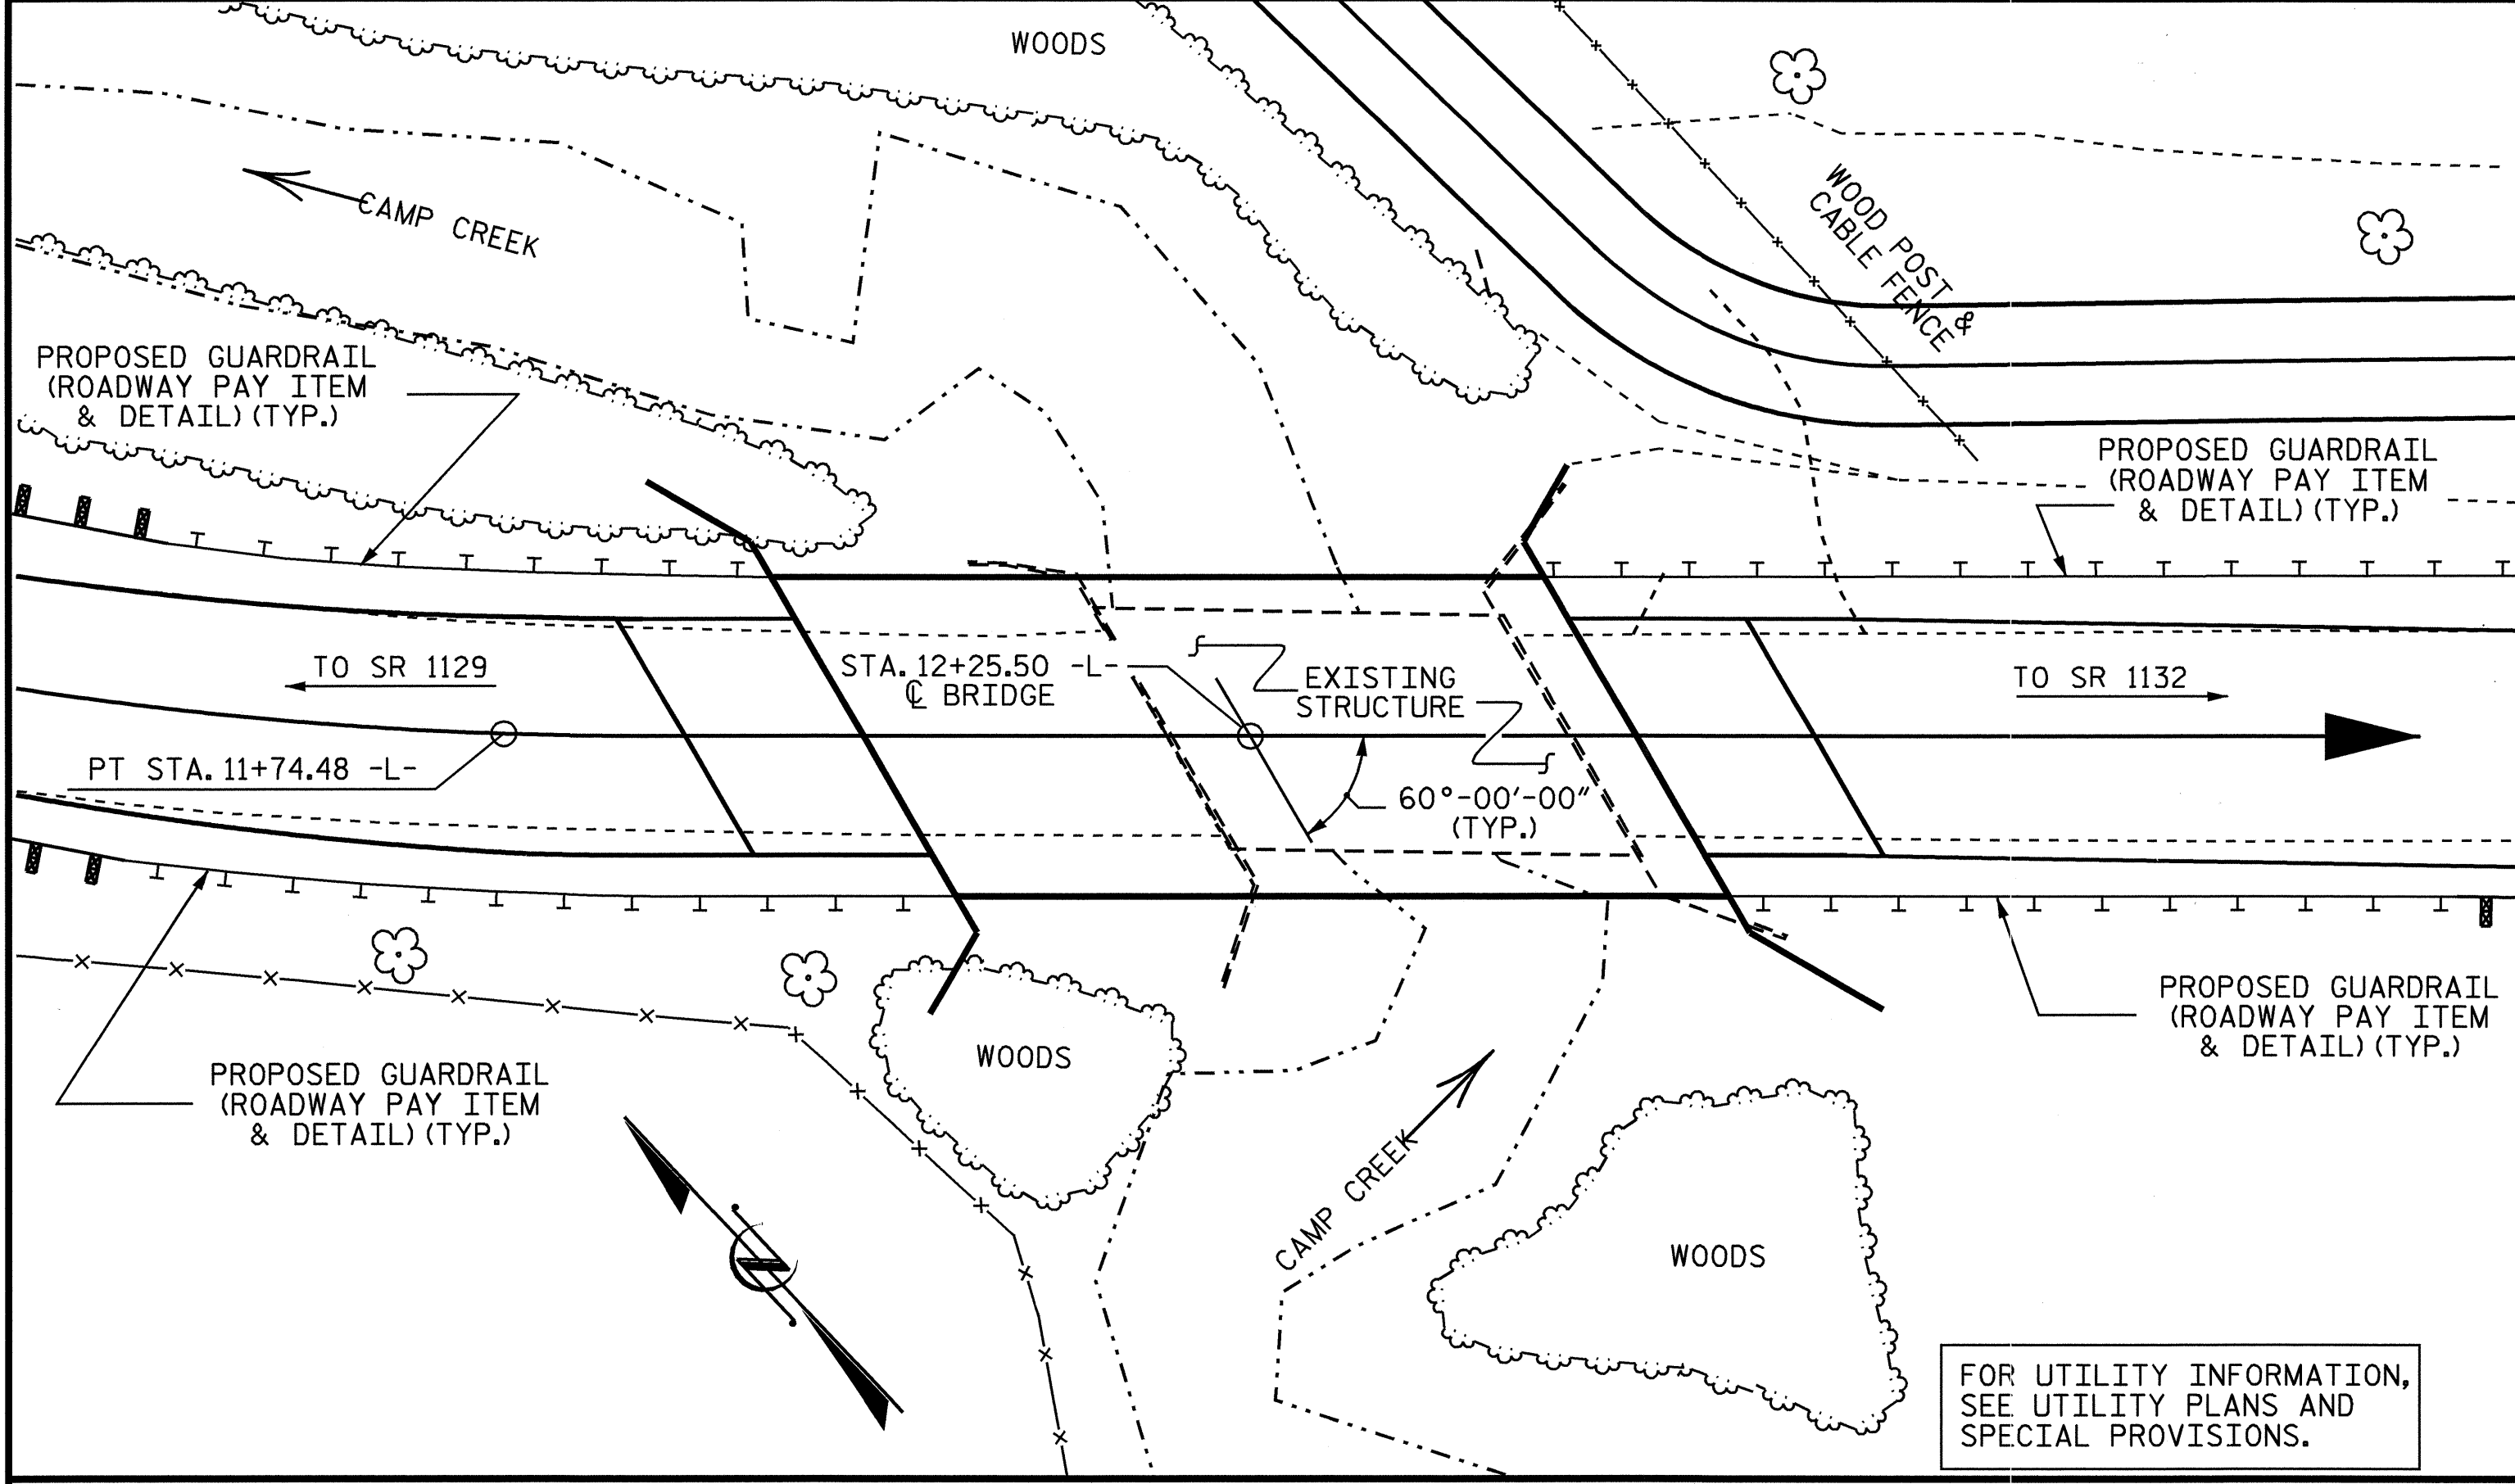 WOODS
CAMP CREEK
WOOD POST
CABLE FENCE &
PROPOSED GUARDRAIL
(ROADWAY PAY ITEM
& DETAIL) (TYP.)
PROPOSED GUARDRAIL
(ROADWAY PAY ITEM
& DETAIL) (TYP.)
TO SR 1129
STA. 12+25.50 -L-
℄ BRIDGE
EXISTING
STRUCTURE
TO SR 1132
PT STA. 11+74.48 -L-
60°-00'-00"
(TYP.)
PROPOSED GUARDRAIL
(ROADWAY PAY ITEM
& DETAIL) (TYP.)
WOODS
PROPOSED GUARDRAIL
(ROADWAY PAY ITEM
& DETAIL) (TYP.)
CAMP CREEK
WOODS
N
FOR UTILITY INFORMATION,
SEE UTILITY PLANS AND
SPECIAL PROVISIONS.